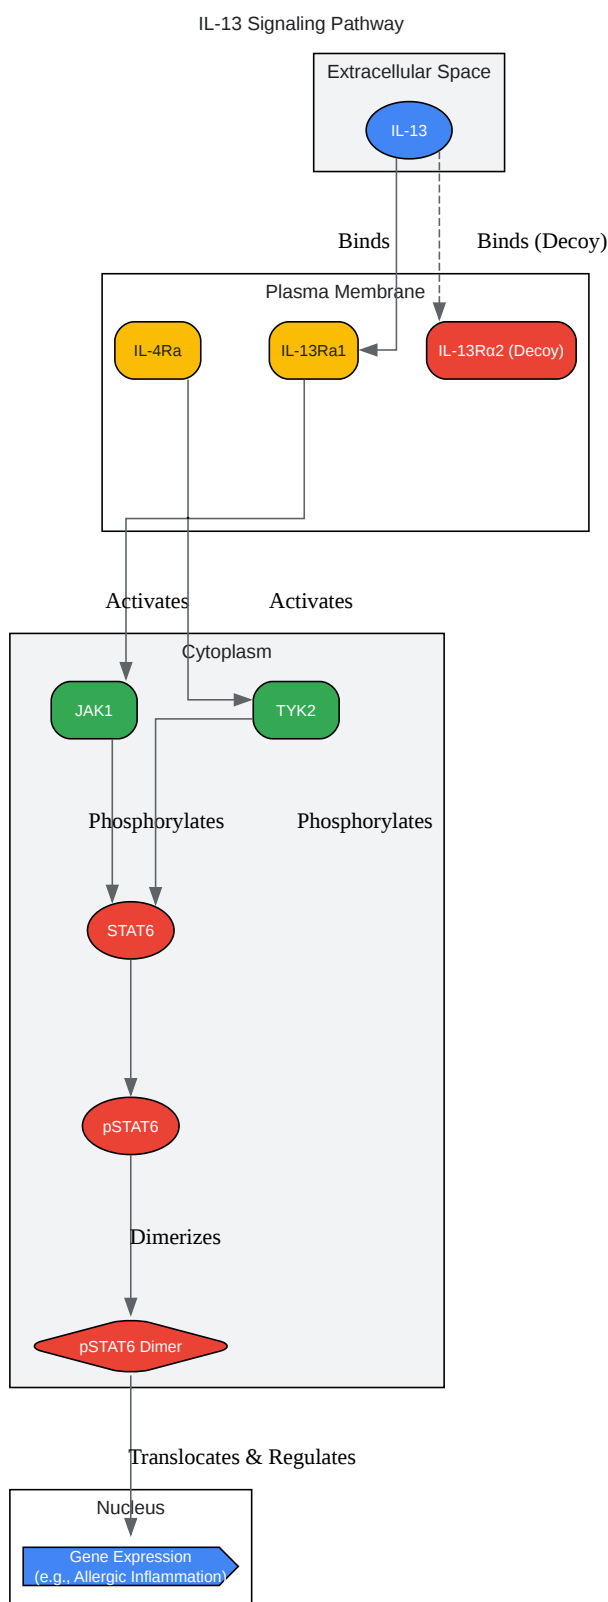 IL-13 Signaling Pathway
Extracellular Space
IL-13
Binds
Binds (Decoy)
Plasma Membrane
IL-4Ra
IL-13Ra1
IL-13Rα2 (Decoy)
Activates
Activates
Cytoplasm
JAK1
TYK2
Phosphorylates
Phosphorylates
STAT6
pSTAT6
Dimerizes
pSTAT6 Dimer
Translocates & Regulates
Nucleus
Gene Expression
(e.g., Allergic Inflammation)